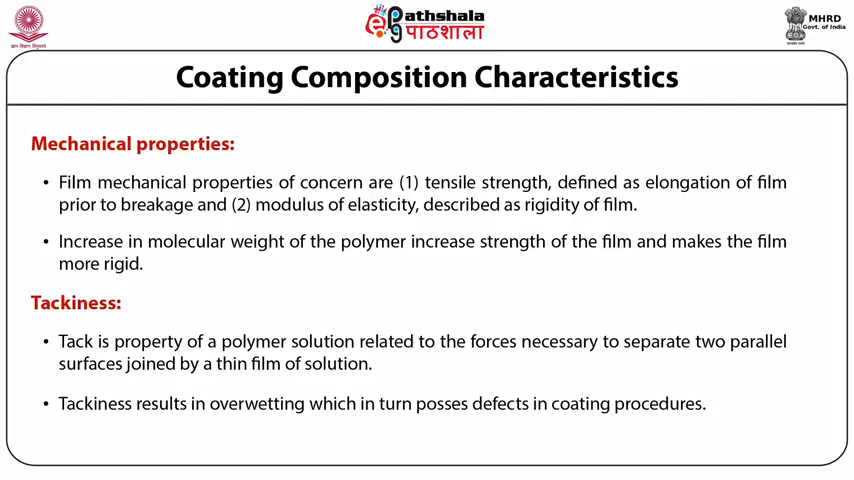 ज्ञान-विज्ञान विमुक्तये
ePathshala
पाठशाला
MHRD
Govt. of India
Coating Composition Characteristics
Mechanical properties:
• Film mechanical properties of concern are (1) tensile strength, defined as elongation of film
prior to breakage and (2) modulus of elasticity, described as rigidity of film.
• Increase in molecular weight of the polymer increase strength of the film and makes the film
more rigid.
Tackiness:
• Tack is property of a polymer solution related to the forces necessary to separate two parallel
surfaces joined by a thin film of solution.
• Tackiness results in overwetting which in turn posses defects in coating procedures.